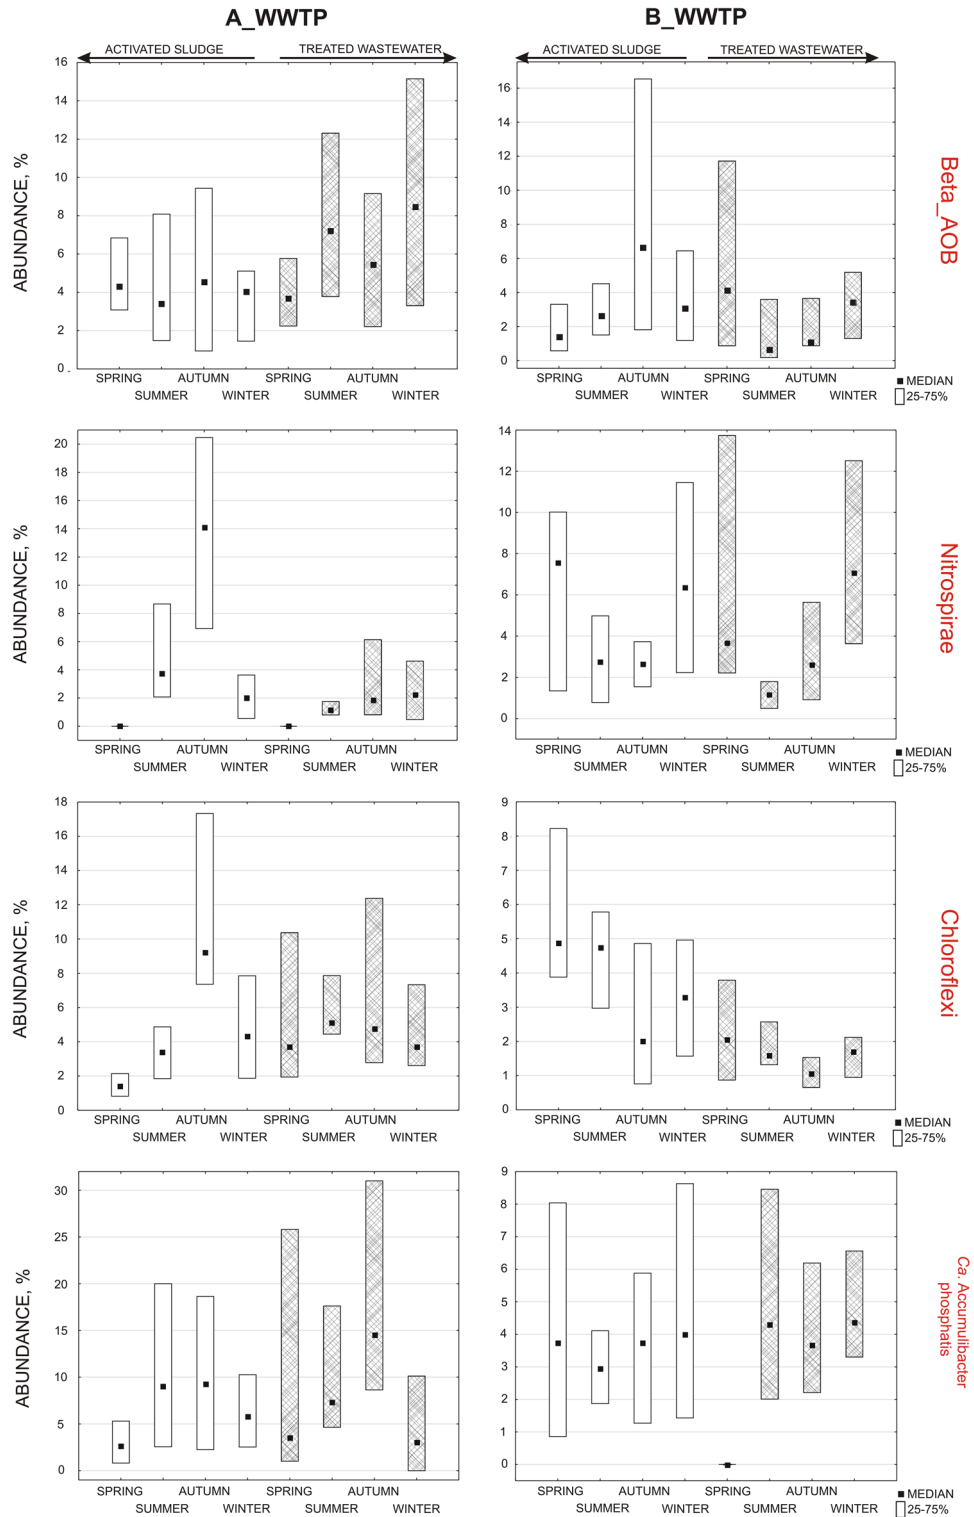 A_WWTP B_WWTP
ACTIVATED SLUDGE TREATED WASTEWATER ACTIVATED SLUDGE TREATED WASTEWATER
ABUNDANCE, %
16
14
12
10
8
6
4
2
0
SPRING AUTUMN SPRING AUTUMN
SUMMER WINTER SUMMER WINTER
16
14
12
10
8
6
4
2
0
SPRING AUTUMN SPRING AUTUMN
SUMMER WINTER SUMMER WINTER
MEDIAN
25-75%
Beta_AOB
ABUNDANCE, %
20
18
16
14
12
10
8
6
4
2
0
SPRING AUTUMN SPRING AUTUMN
SUMMER WINTER SUMMER WINTER
14
12
10
8
6
4
2
0
SPRING AUTUMN SPRING AUTUMN
SUMMER WINTER SUMMER WINTER
MEDIAN
25-75%
Nitrospirae
ABUNDANCE, %
18
16
14
12
10
8
6
4
2
0
SPRING AUTUMN SPRING AUTUMN
SUMMER WINTER SUMMER WINTER
9
8
7
6
5
4
3
2
1
0
SPRING AUTUMN SPRING AUTUMN
SUMMER WINTER SUMMER WINTER
MEDIAN
25-75%
Chloroflexi
ABUNDANCE, %
30
25
20
15
10
5
0
SPRING AUTUMN SPRING AUTUMN
SUMMER WINTER SUMMER WINTER
9
8
7
6
5
4
3
2
1
0
SPRING AUTUMN SPRING AUTUMN
SUMMER WINTER SUMMER WINTER
MEDIAN
25-75%
Ca. Accumulibacter
phosphatis